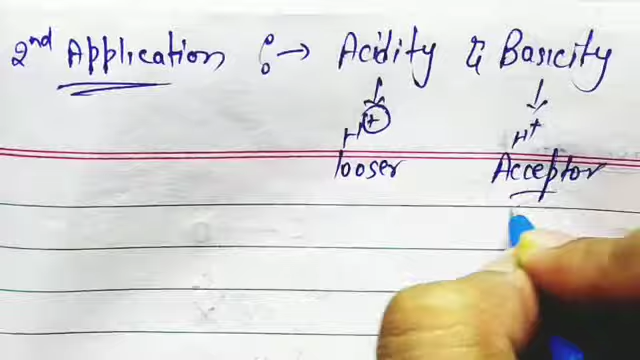 2nd Application :→ Acidity & Basicity
↓ ↓
H+ H+
looser Acceptor